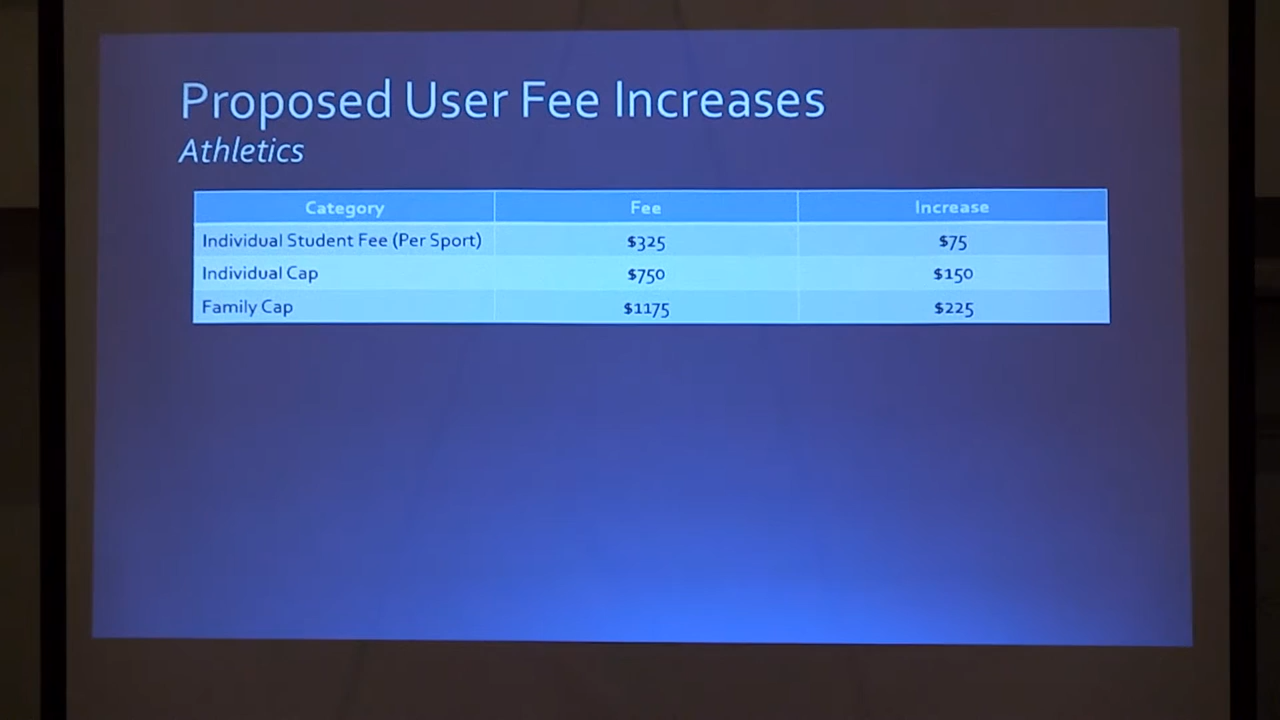 Proposed User Fee Increases
Athletics
Category Fee Increase
Individual Student Fee (Per Sport) $325 $75
Individual Cap $750 $150
Family Cap $1175 $225